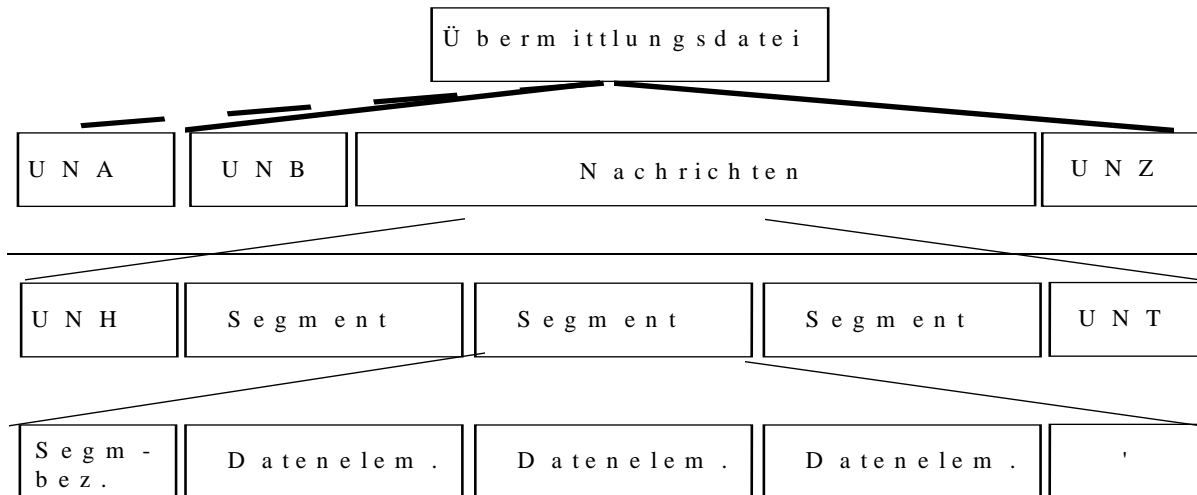 Übermittlungsdatei
UNA UNB Nachrichten UNZ
UNH Segment Segment Segment UNT
Segm-
bez. Datenelem. Datenelem. Datenelem. '